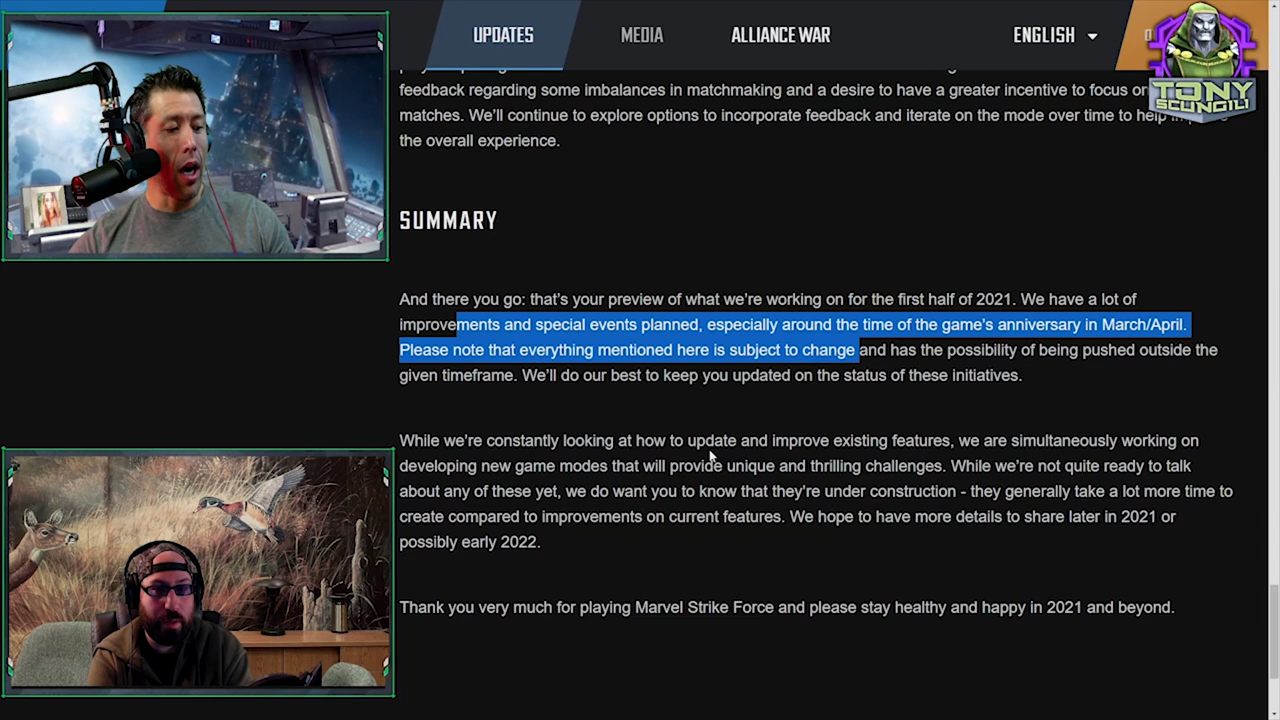 UPDATES
MEDIA
ALLIANCE WAR
ENGLISH
TONY
SCUNGILI
feedback regarding some imbalances in matchmaking and a desire to have a greater incentive to focus or
matches. We'll continue to explore options to incorporate feedback and iterate on the mode over time to help
the overall experience.
SUMMARY
And there you go: that's your preview of what we're working on for the first half of 2021. We have a lot of
improvements and special events planned, especially around the time of the game's anniversary in March/April.
Please note that everything mentioned here is subject to change and has the possibility of being pushed outside the
given timeframe. We'll do our best to keep you updated on the status of these initiatives.
While we're constantly looking at how to update and improve existing features, we are simultaneously working on
developing new game modes that will provide unique and thrilling challenges. While we're not quite ready to talk
about any of these yet, we do want you to know that they're under construction - they generally take a lot more time to
create compared to improvements on current features. We hope to have more details to share later in 2021 or
possibly early 2022.
Thank you very much for playing Marvel Strike Force and please stay healthy and happy in 2021 and beyond.